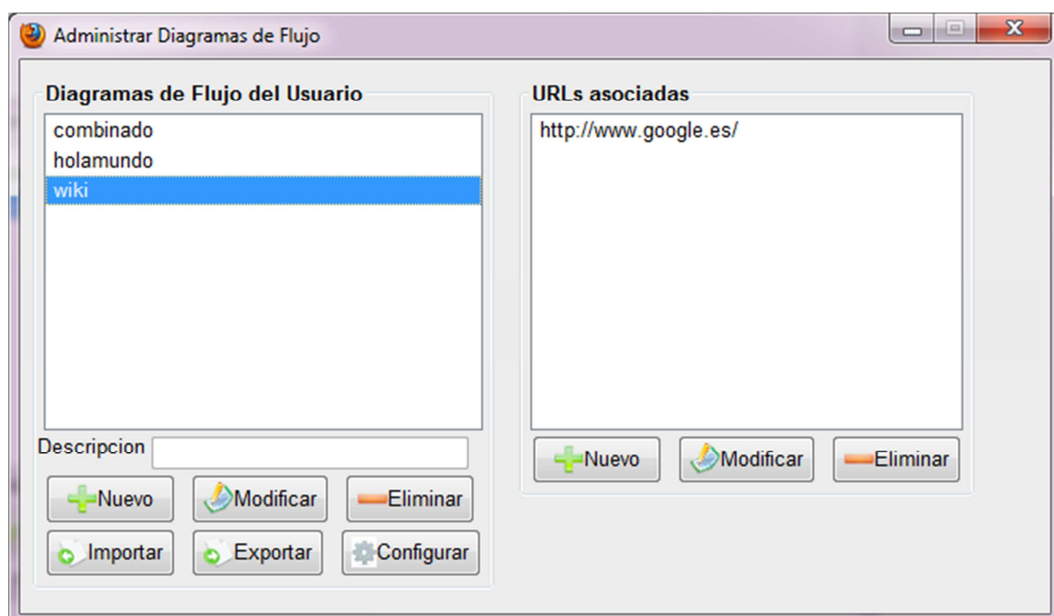 Administrar Diagramas de Flujo
Diagramas de Flujo del Usuario
combinado
holamundo
wiki
Descripcion
Nuevo
Modificar
Eliminar
Importar
Exportar
Configurar
URLs asociadas
http://www.google.es/
Nuevo
Modificar
Eliminar